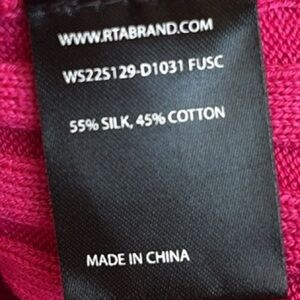 WWW.RTABRAND.COM
WS22S129-D1031 FUSC
55% SILK, 45% COTTON
MADE IN CHINA